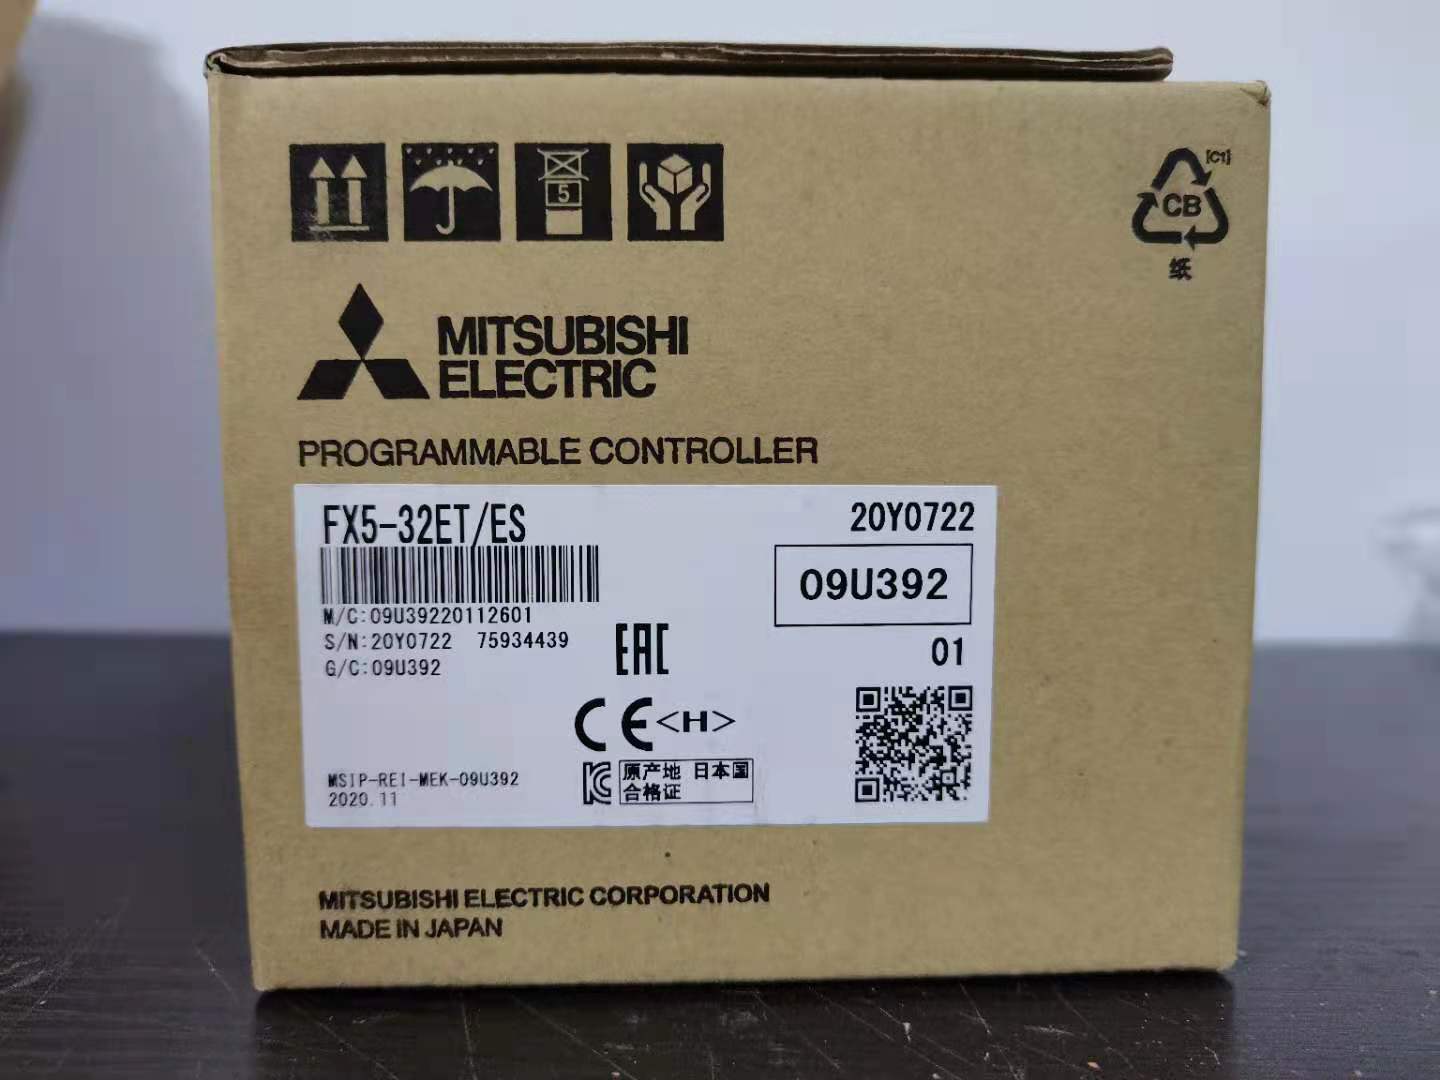 5
[C1]
CB
纸
MITSUBISHI
ELECTRIC
PROGRAMMABLE CONTROLLER
FX5-32ET/ES
20Y0722
09U392
M/C:09U39220112601
S/N:20Y0722 75934439
G/C:09U392
EAC
01
CE<H>
MSIP-REI-MEK-09U392
2020.11
原产地 日本国
合格证
MITSUBISHI ELECTRIC CORPORATION
MADE IN JAPAN